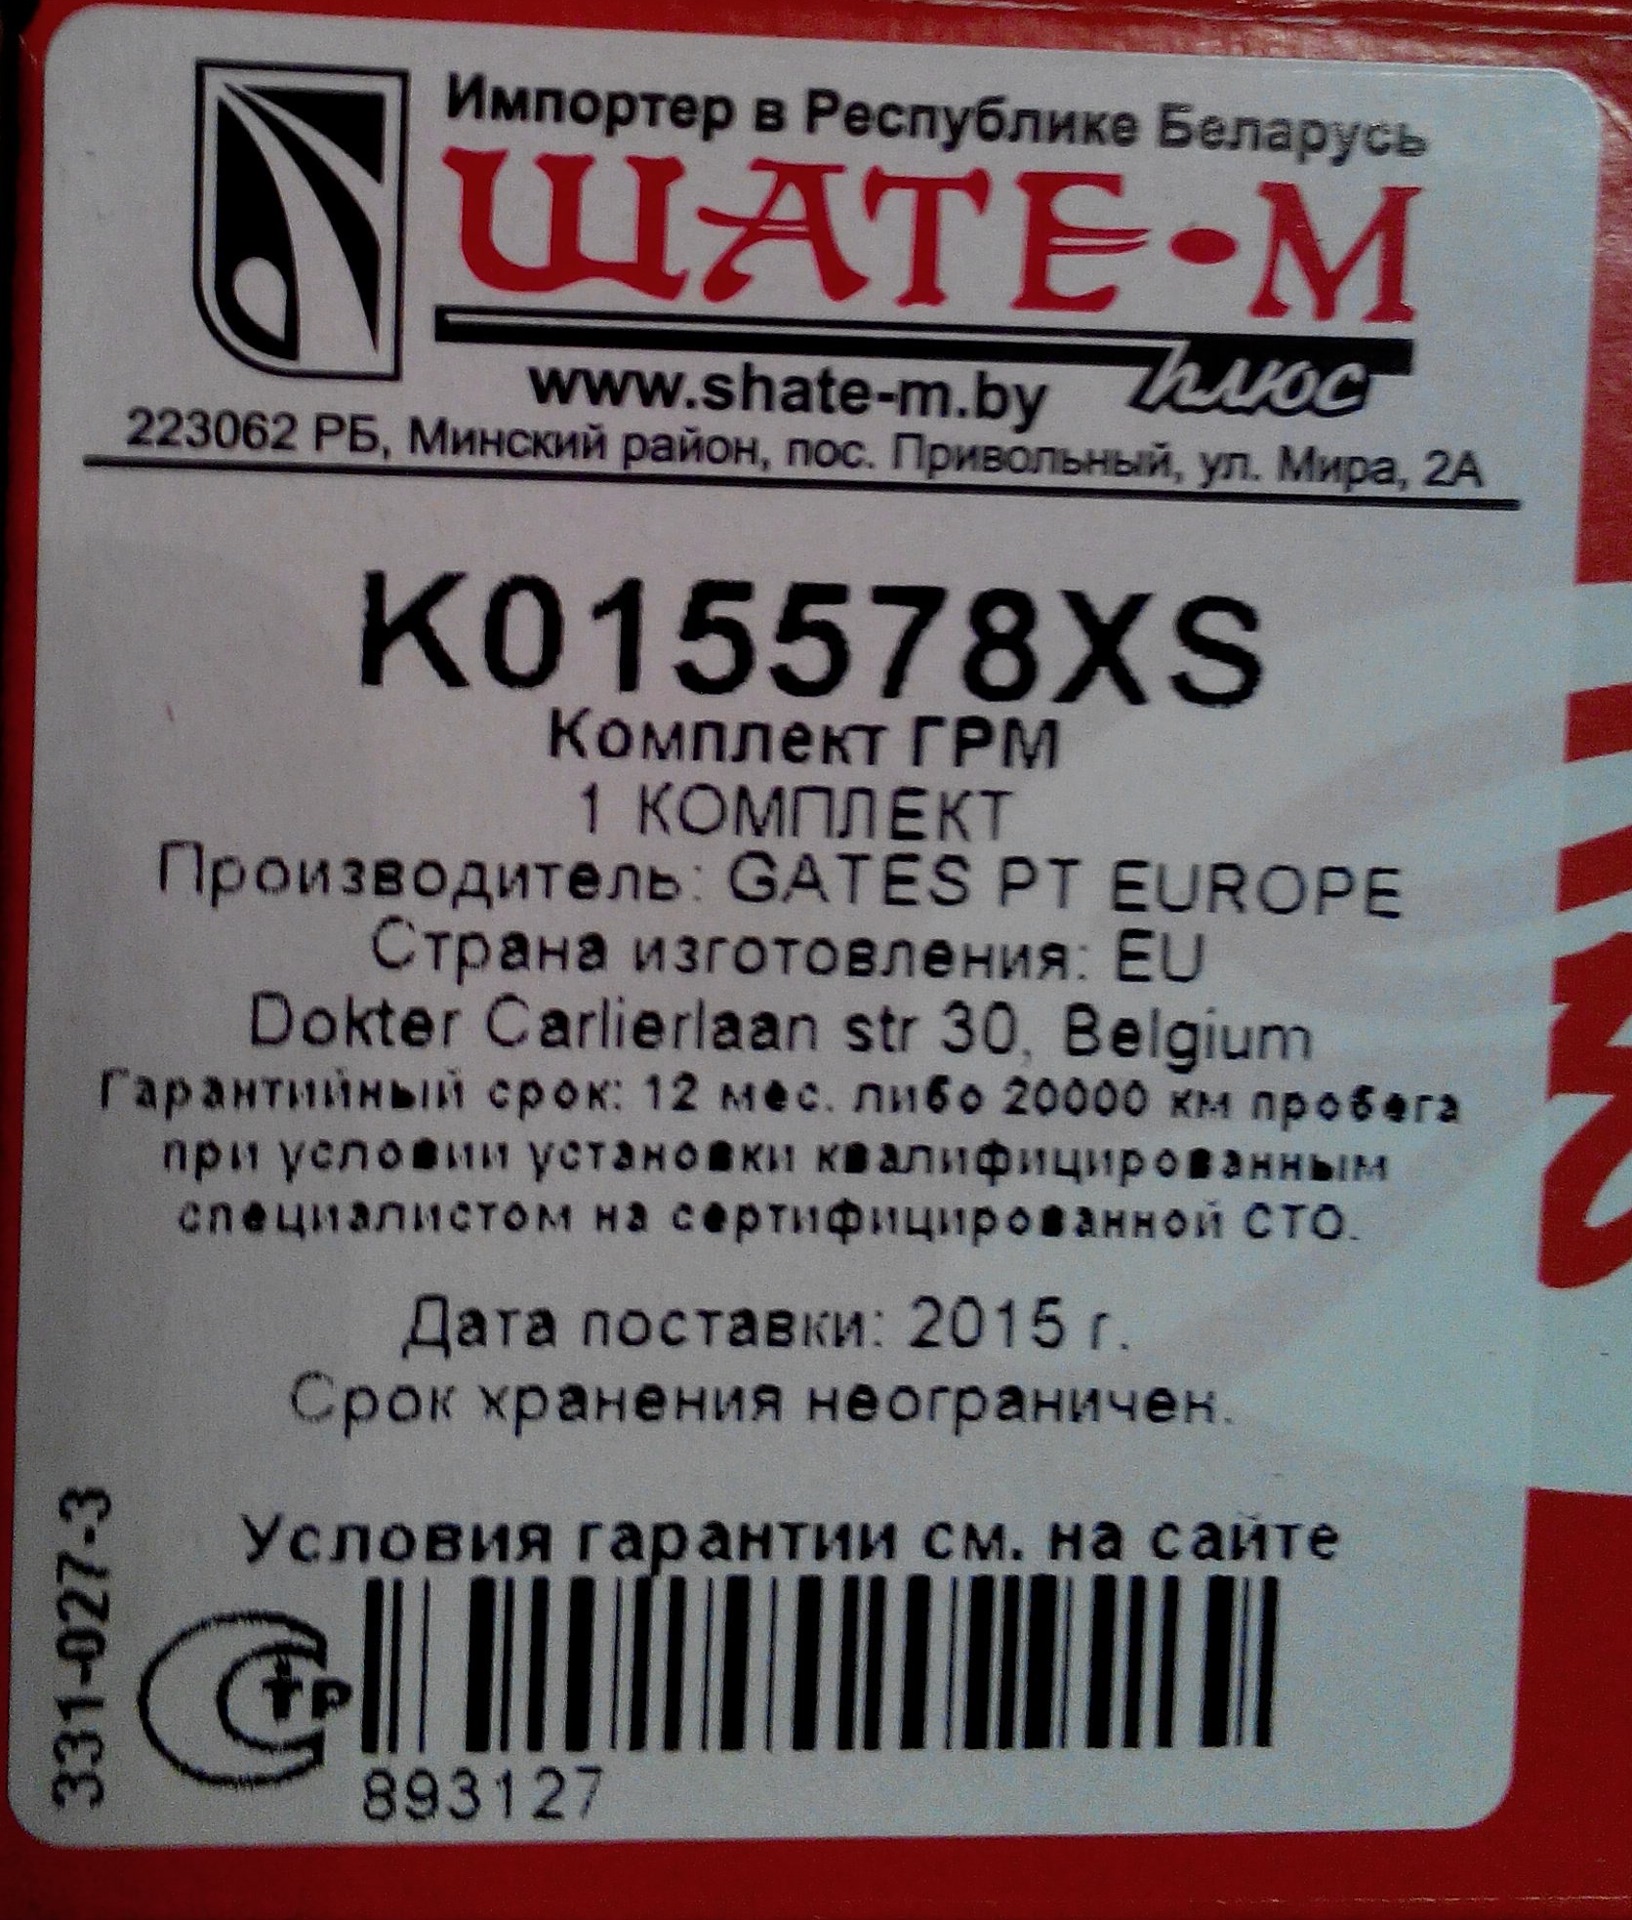 Импортер в Республике Беларусь
ШАТЕ-М
плюс
www.shate-m.by
223062 РБ, Минский район, пос. Привольный, ул. Мира, 2А
K015578XS
Комплект ГРМ
1 КОМПЛЕКТ
Производитель: GATES PT EUROPE
Страна изготовления: EU
Dokter Carlierlaan str 30, Belgium
Гарантийный срок: 12 мес. либо 20000 км пробега
при условии установки квалифицированным
специалистом на сертифицированной СТО.
Дата поставки: 2015 г.
Срок хранения неограничен.
Условия гарантии см. на сайте
331-027-3
Стр
893127